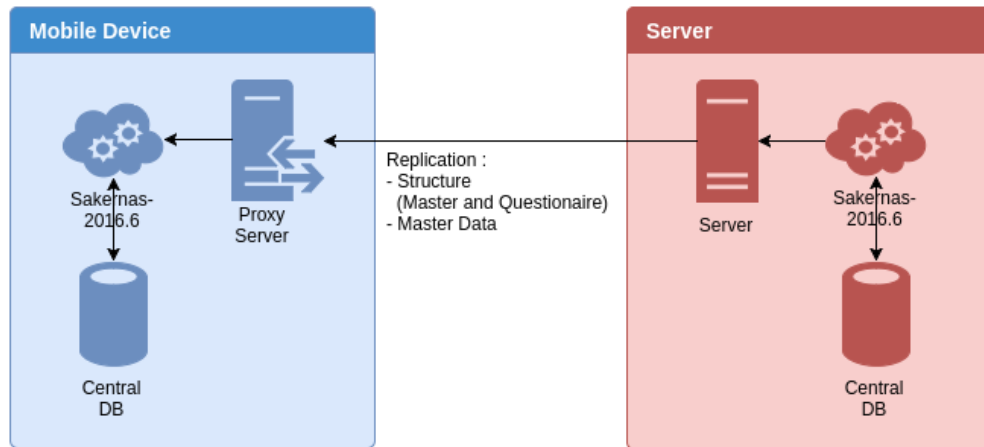 Mobile Device
Server
Sakernas-
2016.6
Proxy
Server
Replication :
- Structure
(Master and Questionaire)
- Master Data
Server
Sakernas-
2016.6
Central
DB
Central
DB